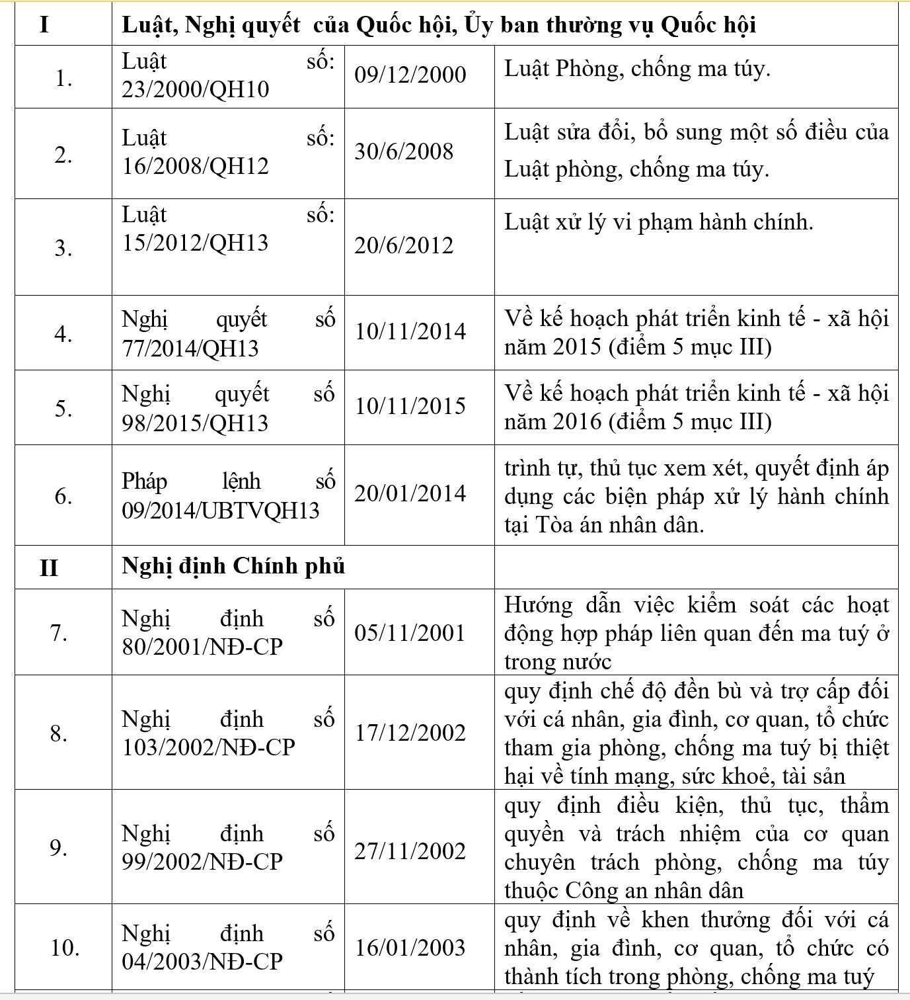 I
Luật, Nghị quyết của Quốc hội, Ủy ban thường vụ Quốc hội
1.
Luật số:
23/2000/QH10
09/12/2000
Luật Phòng, chống ma túy.
2.
Luật số:
16/2008/QH12
30/6/2008
Luật sửa đổi, bổ sung một số điều của
Luật phòng, chống ma túy.
3.
Luật số:
15/2012/QH13
20/6/2012
Luật xử lý vi phạm hành chính.
4.
Nghị quyết số
77/2014/QH13
10/11/2014
Về kế hoạch phát triển kinh tế - xã hội
năm 2015 (điểm 5 mục III)
5.
Nghị quyết số
98/2015/QH13
10/11/2015
Về kế hoạch phát triển kinh tế - xã hội
năm 2016 (điểm 5 mục III)
6.
Pháp lệnh số
09/2014/UBTVQH13
20/01/2014
trình tự, thủ tục xem xét, quyết định áp
dụng các biện pháp xử lý hành chính
tại Tòa án nhân dân.
II
Nghị định Chính phủ
7.
Nghị định số
80/2001/NĐ-CP
05/11/2001
Hướng dẫn việc kiểm soát các hoạt
động hợp pháp liên quan đến ma tuý ở
trong nước
8.
Nghị định số
103/2002/NĐ-CP
17/12/2002
quy định chế độ đền bù và trợ cấp đối
với cá nhân, gia đình, cơ quan, tổ chức
tham gia phòng, chống ma tuý bị thiệt
hại về tính mạng, sức khoẻ, tài sản
9.
Nghị định số
99/2002/NĐ-CP
27/11/2002
quy định điều kiện, thủ tục, thẩm
quyền và trách nhiệm của cơ quan
chuyên trách phòng, chống ma túy
thuộc Công an nhân dân
10.
Nghị định số
04/2003/NĐ-CP
16/01/2003
quy định về khen thưởng đối với cá
nhân, gia đình, cơ quan, tổ chức có
thành tích trong phòng, chống ma tuý